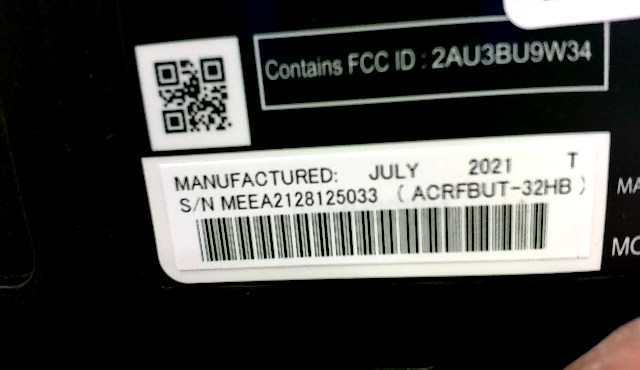 Contains FCC ID : 2AU3BU9W34
MANUFACTURED: JULY 2021 T
S/N MEEA2128125033 ( ACRFBUT-32HB )